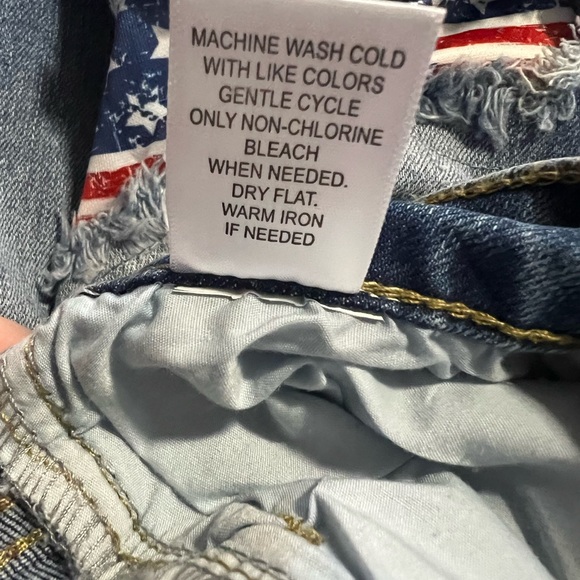 MACHINE WASH COLD
WITH LIKE COLORS
GENTLE CYCLE
ONLY NON-CHLORINE
BLEACH
WHEN NEEDED.
DRY FLAT.
WARM IRON
IF NEEDED